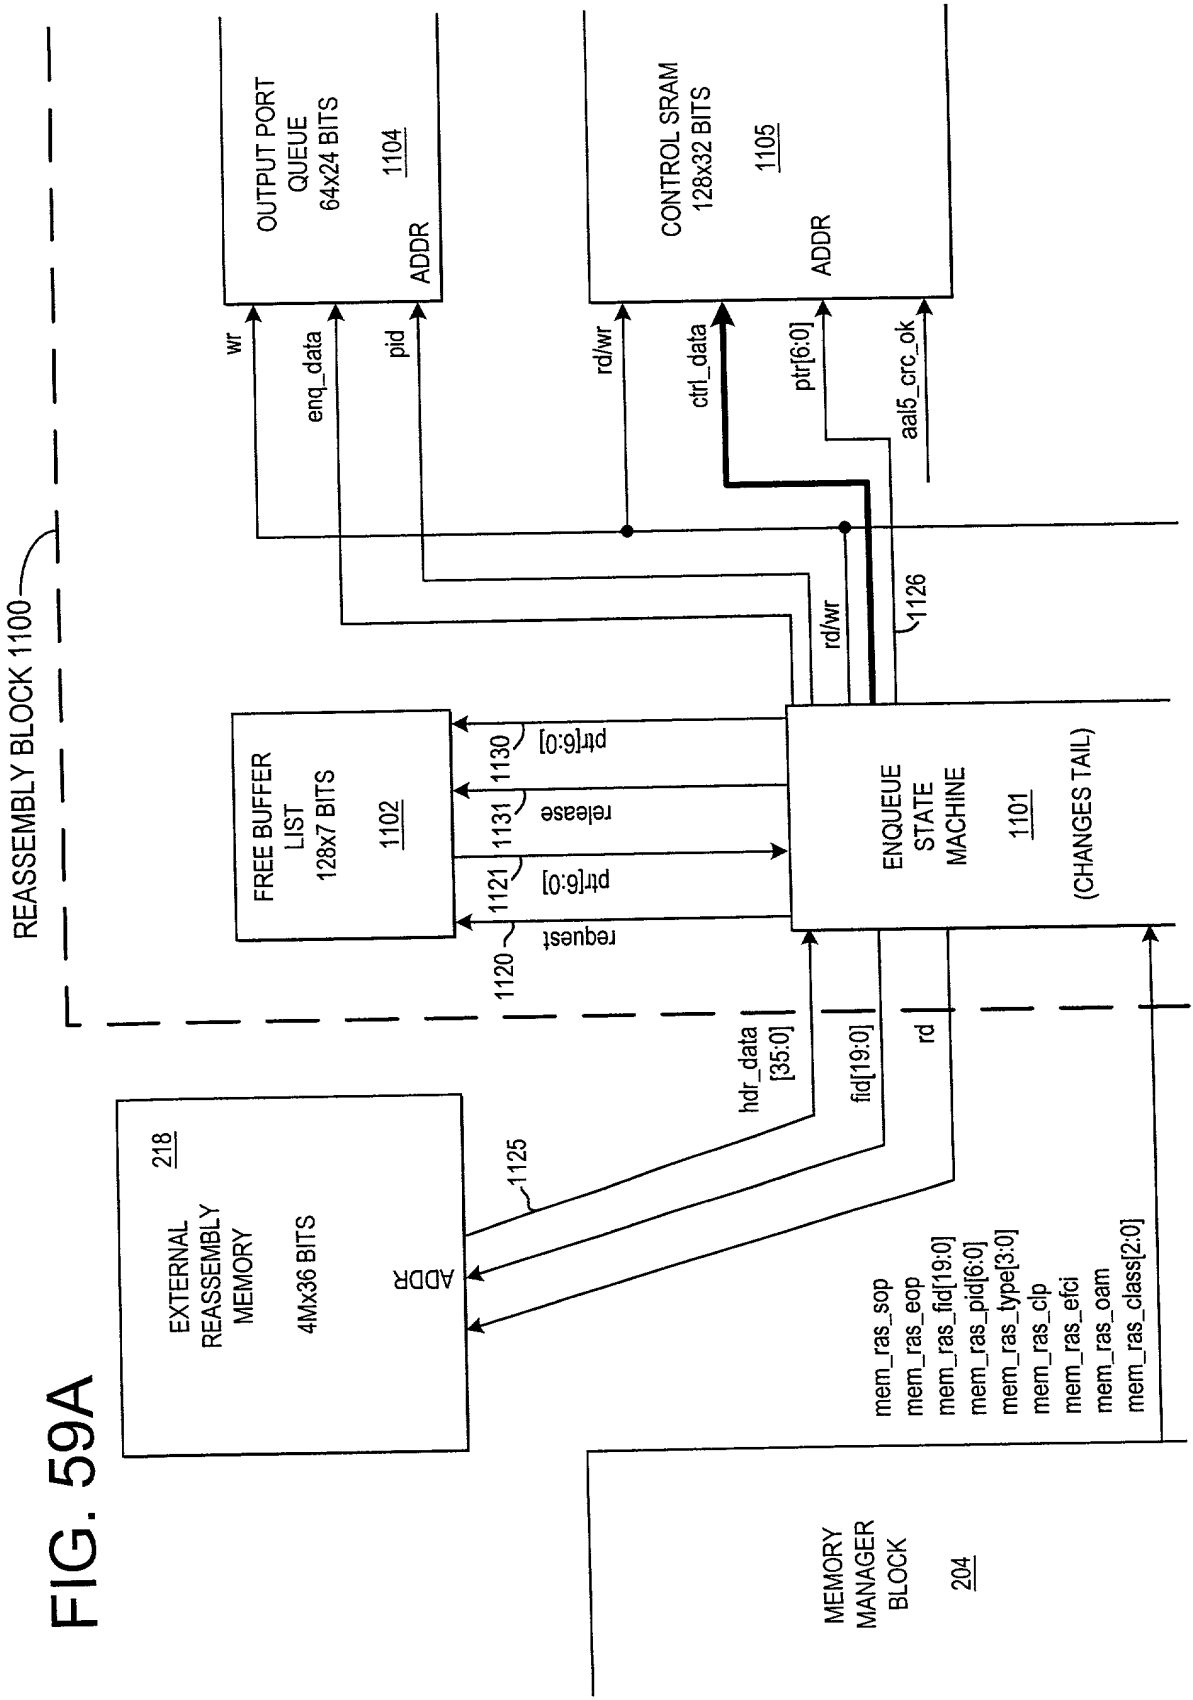 FIG. 59A
REASSEMBLY BLOCK 1100
EXTERNAL
REASSEMBLY
MEMORY
218
4Mx36 BITS
ADDR
1125
FREE BUFFER
LIST
128x7 BITS
1102
1120
request
1121
ptr[6:0]
1131
release
1130
ptr[6:0]
OUTPUT PORT
QUEUE
64x24 BITS
1104
ADDR
wr
enq_data
pid
CONTROL SRAM
128x32 BITS
1105
ADDR
rd/wr
ctrl_data
ptr[6:0]
aal5_crc_ok
rd/wr
1126
hdr_data
[35:0]
fid[19:0]
rd
ENQUEUE
STATE
MACHINE
1101
(CHANGES TAIL)
mem_ras_sop
mem_ras_eop
mem_ras_fid[19:0]
mem_ras_pid[6:0]
mem_ras_type[3:0]
mem_ras_clp
mem_ras_efci
mem_ras_oam
mem_ras_class[2:0]
MEMORY
MANAGER
BLOCK
204